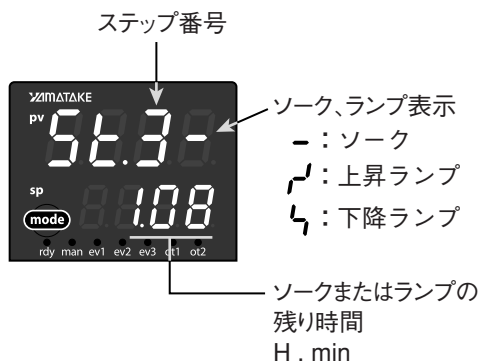 ステップ番号
YAMATAKE
pv
St.3-
ソーク、ランプ表示
- : ソーク
: 上昇ランプ
: 下降ランプ
sp
mode
1.08
rdy man ev1 ev2 ev3 ot1 ot2
ソークまたはランプの
残り時間
H . min